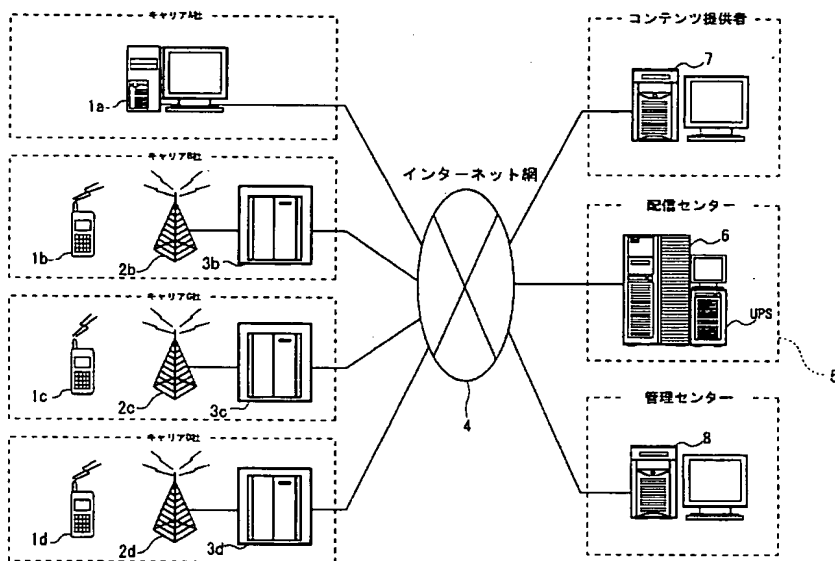 キャリアA社
1a
キャリアB社
1b
2b
3b
キャリアC社
1c
2c
3c
キャリアD社
1d
2d
3d
インターネット網
4
コンテンツ提供者
7
配信センター
6
UPS
5
管理センター
8